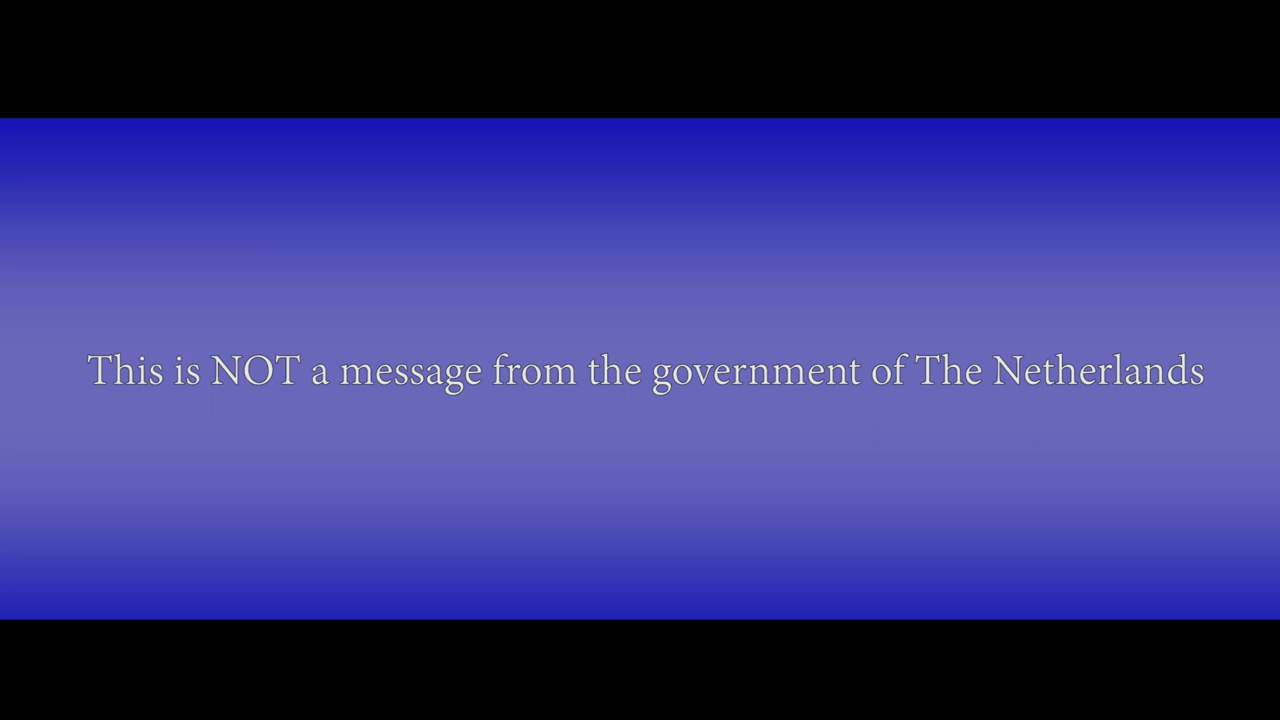 This is NOT a message from the government of The Netherlands